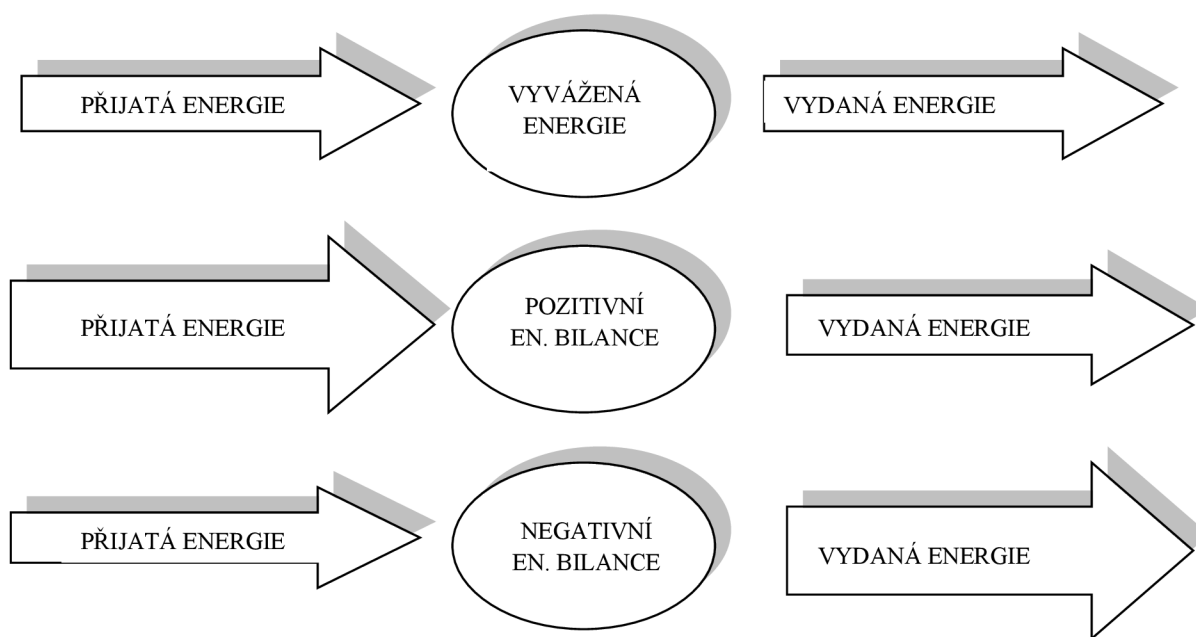 PŘIJATÁ ENERGIE
VYVÁŽENÁ
ENERGIE
VYDANÁ ENERGIE
PŘIJATÁ ENERGIE
POZITIVNÍ
EN. BILANCE
VYDANÁ ENERGIE
PŘIJATÁ ENERGIE
NEGATIVNÍ
EN. BILANCE
VYDANÁ ENERGIE